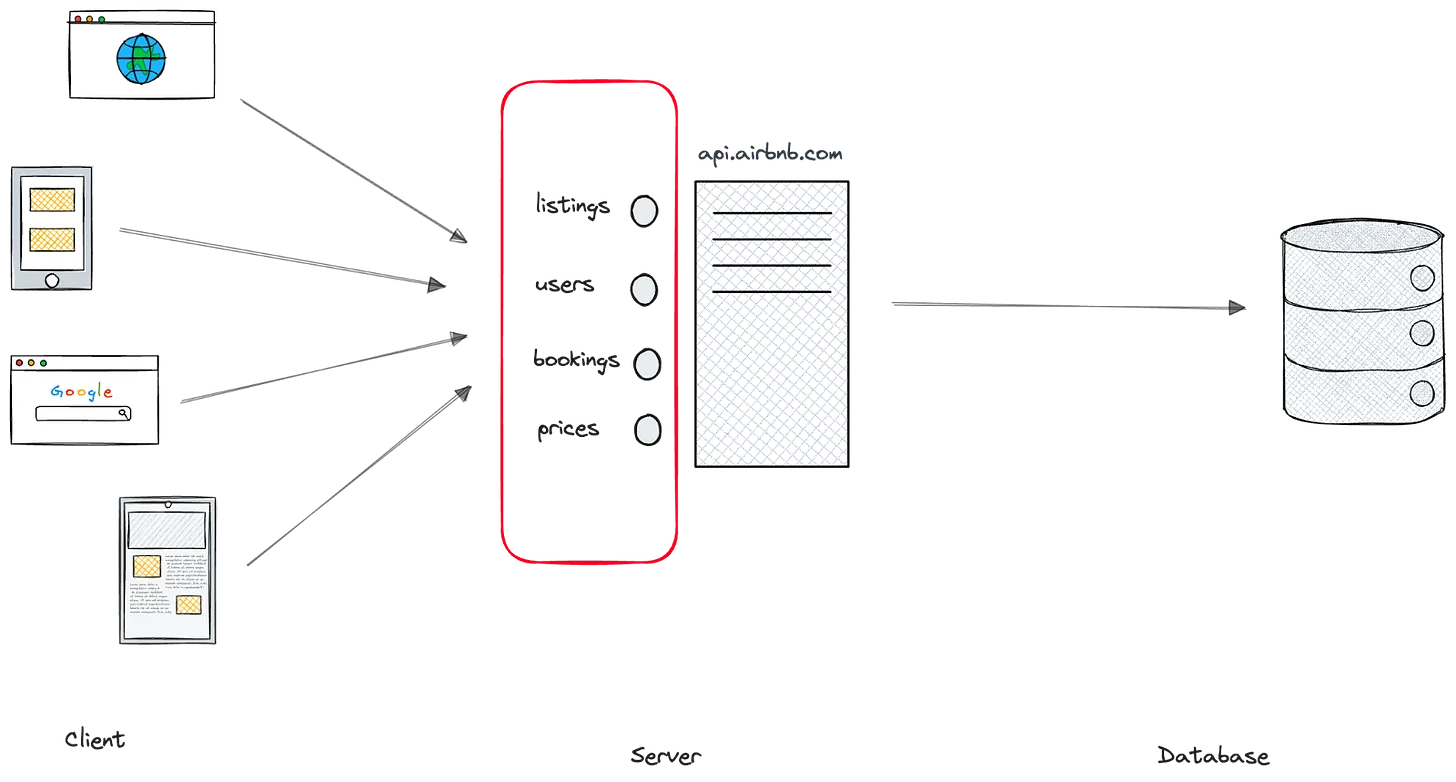 api.airbnb.com
listings
users
bookings
Google
prices
Client
Server
Database